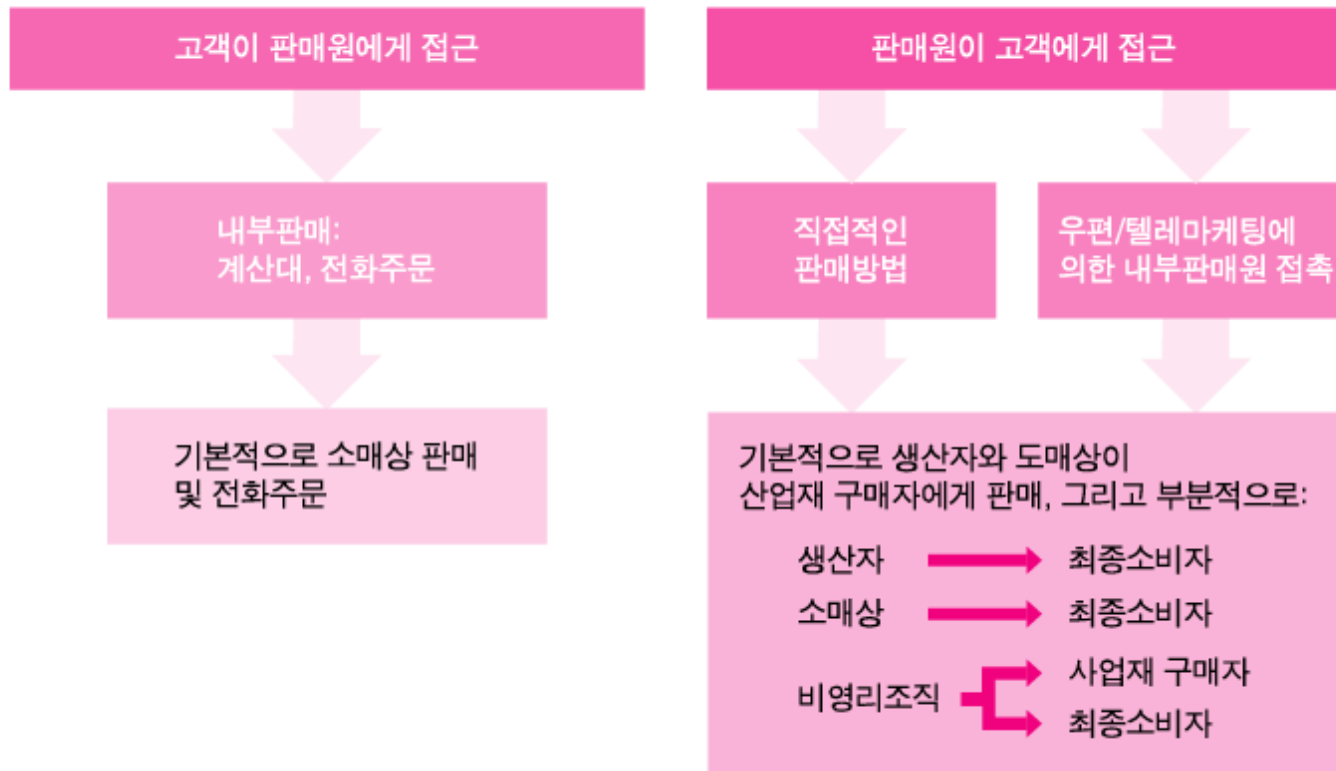 고객이 판매원에게 접근
내부판매:
계산대, 전화주문
기본적으로 소매상 판매
및 전화주문
판매원이 고객에게 접근
직접적인
판매방법
우편/텔레마케팅에
의한 내부판매원 접촉
기본적으로 생산자와 도매상이
산업재 구매자에게 판매, 그리고 부분적으로:
생산자 최종소비자
소매상 최종소비자
비영리조직
사업재 구매자
최종소비자